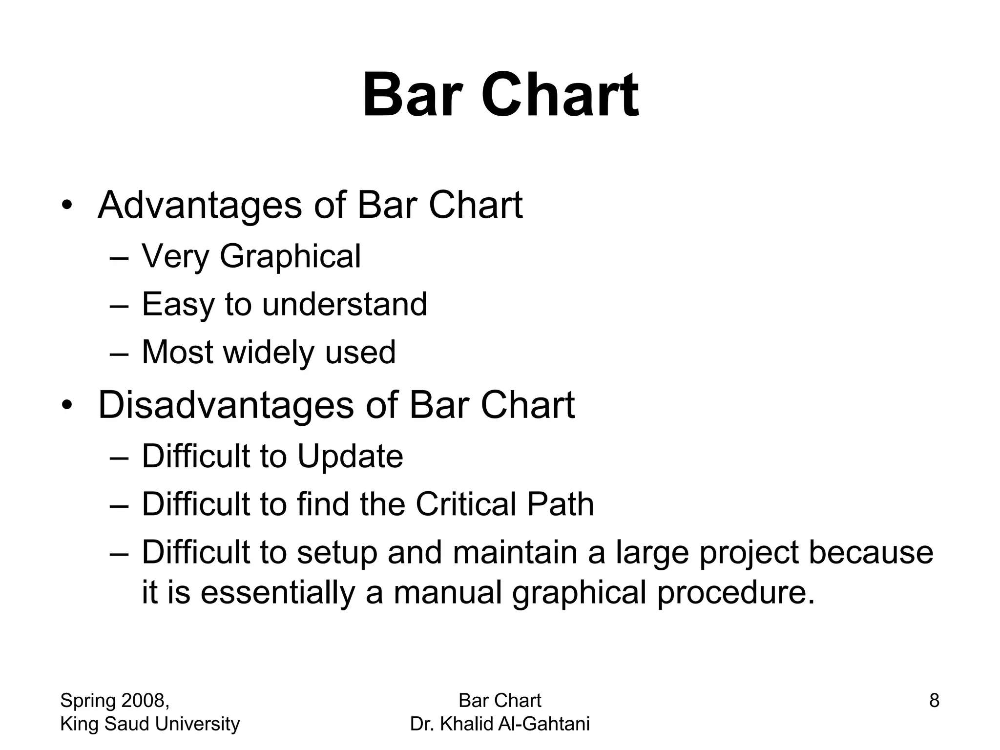 Bar Chart
• Advantages of Bar Chart
– Very Graphical
– Easy to understand
– Most widely used
• Disadvantages of Bar Chart
– Difficult to Update
– Difficult to find the Critical Path
– Difficult to setup and maintain a large project because
it is essentially a manual graphical procedure.
Spring 2008,
King Saud University
Bar Chart
Dr. Khalid Al-Gahtani
8